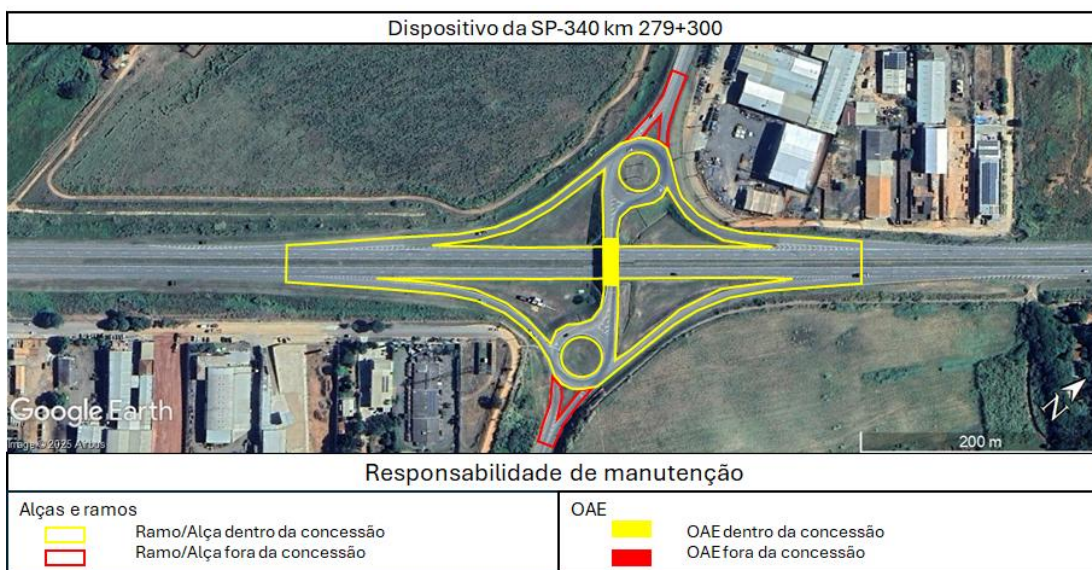 Dispositivo da SP-340 km 279+300
Google Earth
Image © 2025 Airbus
N
200 m
Responsabilidade de manutenção
Alças e ramos
Ramo/Alça dentro da concessão
Ramo/Alça fora da concessão
OAE
OAE dentro da concessão
OAE fora da concessão